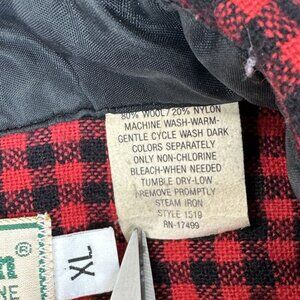 80% WOOL/20% NYLON
MACHINE WASH-WARM-
GENTLE CYCLE WASH DARK
COLORS SEPARATELY
ONLY NON-CHLORINE
BLEACH-WHEN NEEDED
TUMBLE DRY-LOW
REMOVE PROMPTLY
STEAM IRON
STYLE 1519
RN-17499
XL
®